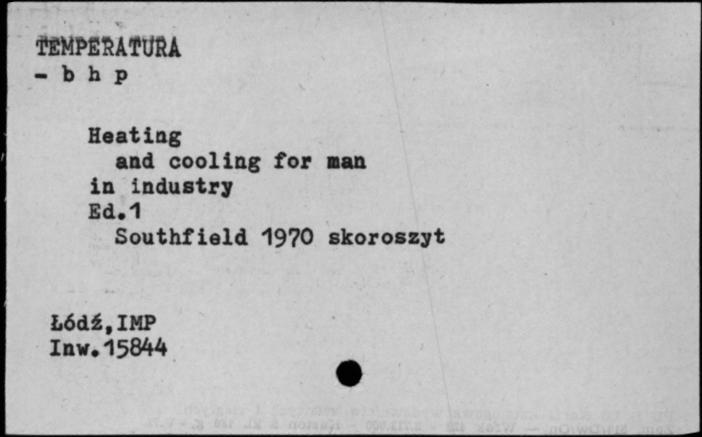 TEMPERATURA
- b h p
Heating
and cooling for man
in industry
Ed.1
Southfield 1970 skoroszyt
Łódź,IMP
Inw.15844